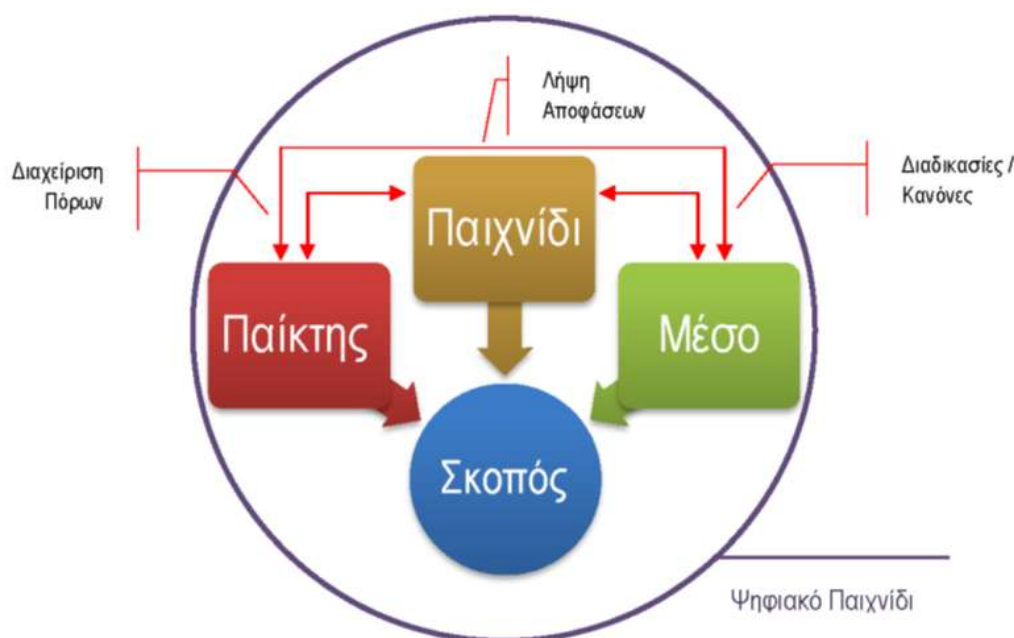 Λήψη
Αποφάσεων
Διαχείριση
Πόρων
Διαδικασίες /
Κανόνες
Παιχνίδι
Παίκτης
Μέσο
Σκοπός
Ψηφιακό Παιχνίδι